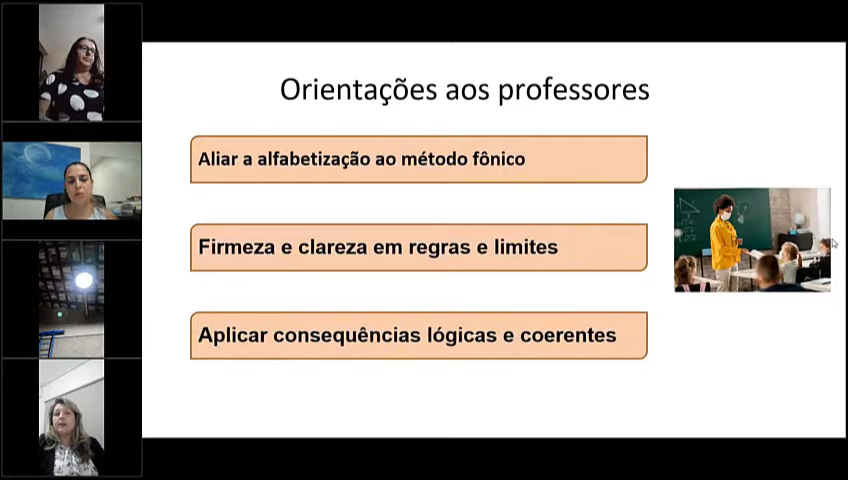 Orientações aos professores
Aliar a alfabetização ao método fônico
Firmeza e clareza em regras e limites
Aplicar consequências lógicas e coerentes